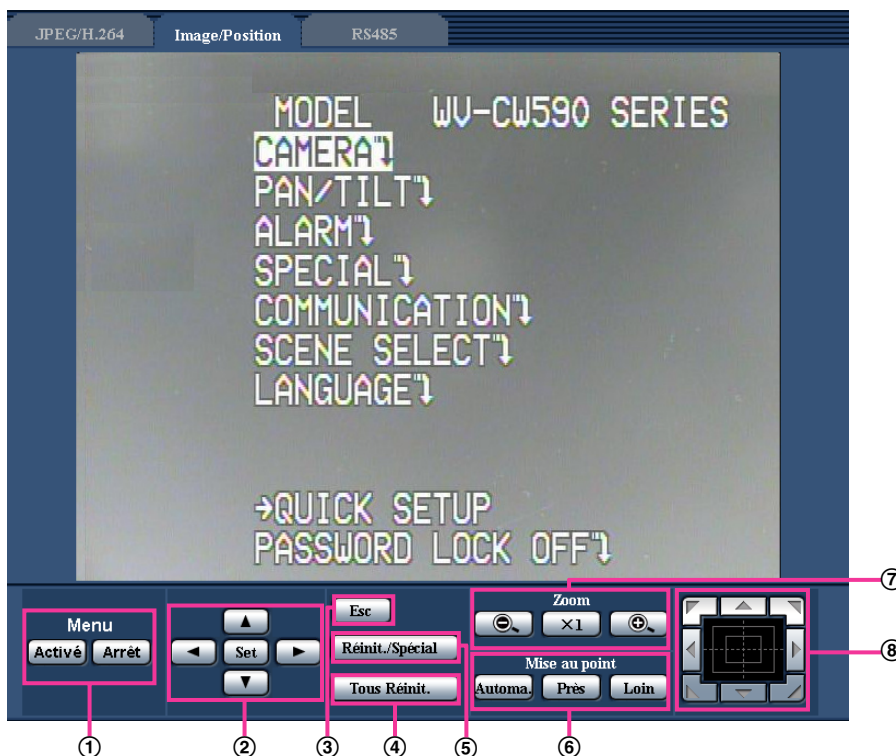 JPEG/H.264 Image/Position RS485
MODEL WV-CW590 SERIES
CAMERA
PAN/TILT
ALARM
SPECIAL
COMMUNICATION
SCENE SELECT
LANGUAGE
→QUICK SETUP
PASSWORD LOCK OFF
⑦
Menu
Activé Arrêt
Set
Esc
Réinit./Spécial
Tous Réinit.
Zoom
×1
Mise au point
Automa. Près Loin
⑧
① ② ③ ④ ⑤ ⑥